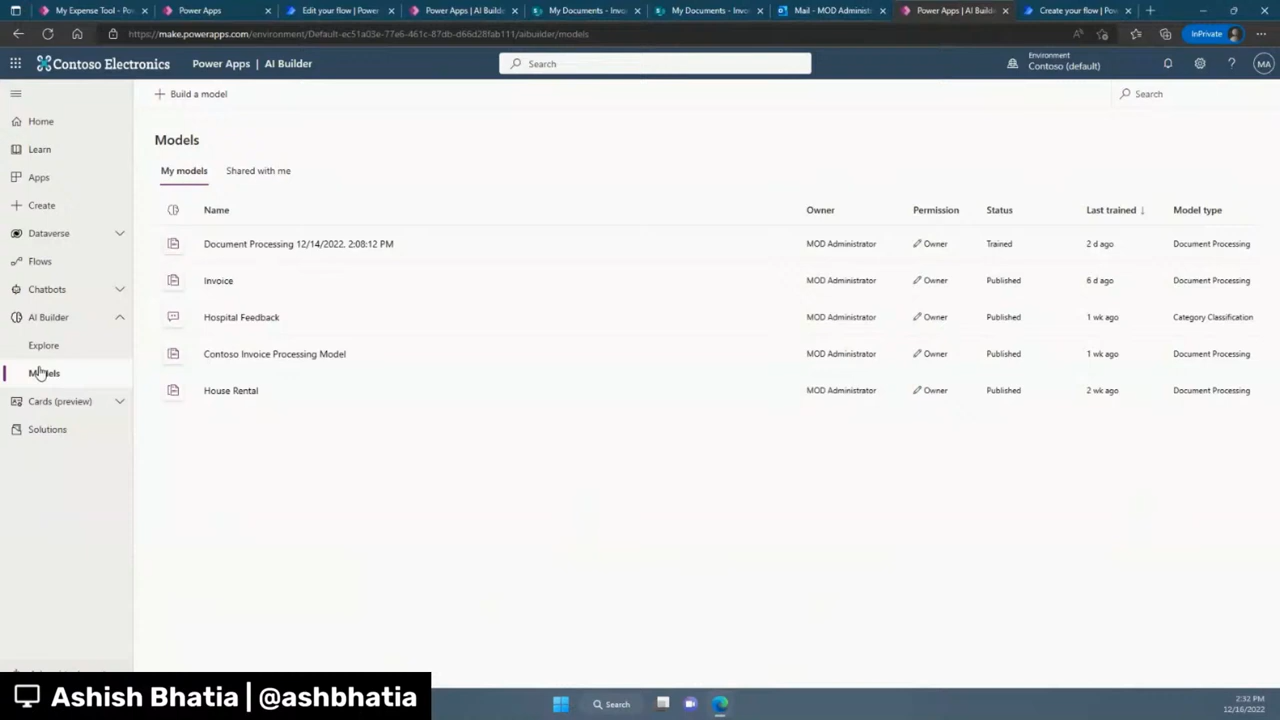 My Expense Tool - Pow
Power Apps
Edit your flow | Power
Power Apps | AI Builde
My Documents - Invo
My Documents - Invo
Mail - MOD Administ
Power Apps | AI Builde
Create your flow | Pow
https://make.powerapps.com/environment/Default-ec51a03e-77e6-461c-87db-d66d28fab111/aibuilder/models
InPrivate
Contoso Electronics
Power Apps | AI Builder
Search
Environment
Contoso (default)
MA
Home
Learn
Apps
Create
Dataverse
Flows
Chatbots
AI Builder
Explore
Models
Cards (preview)
Solutions
Build a model
Search
Models
My models
Shared with me
Name Owner Permission Status Last trained Model type
Document Processing 12/14/2022, 2:08:12 PM MOD Administrator Owner Trained 2 d ago Document Processing
Invoice MOD Administrator Owner Published 6 d ago Document Processing
Hospital Feedback MOD Administrator Owner Published 1 wk ago Category Classification
Contoso Invoice Processing Model MOD Administrator Owner Published 1 wk ago Document Processing
House Rental MOD Administrator Owner Published 2 wk ago Document Processing
Ashish Bhatia | @ashbhatia
Search
2:32 PM
12/16/2022